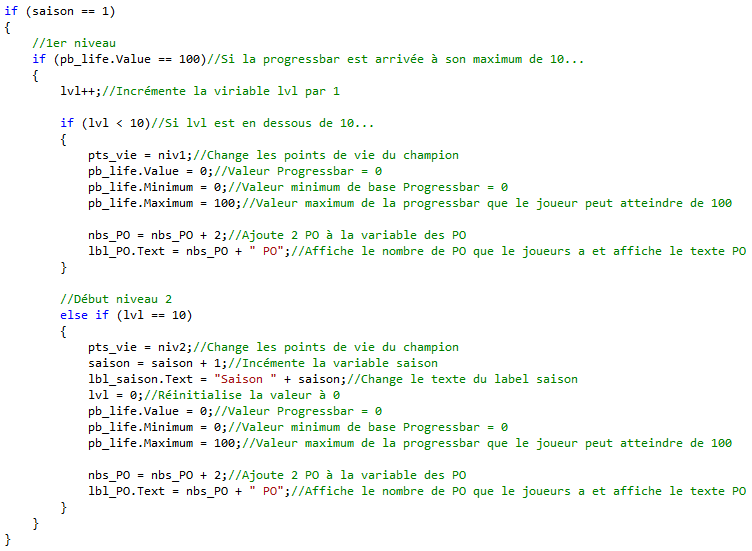 if (saison == 1)
{
    //1er niveau
    if (pb_life.Value == 100)//Si la progressbar est arrivée à son maximum de 10...
    {
        lvl++;//Incrémente la viriable lvl par 1

        if (lvl < 10)//Si lvl est en dessous de 10...
        {
            pts_vie = niv1;//Change les points de vie du champion
            pb_life.Value = 0;//Valeur Progressbar = 0
            pb_life.Minimum = 0;//Valeur minimum de base Progressbar = 0
            pb_life.Maximum = 100;//Valeur maximum de la progressbar que le joueur peut atteindre de 100

            nbs_PO = nbs_PO + 2;//Ajoute 2 PO à la variable des PO
            lbl_PO.Text = nbs_PO + " PO";//Affiche le nombre de PO que le joueurs a et affiche le texte PO
        }

        //Début niveau 2
        else if (lvl == 10)
        {
            pts_vie = niv2;//Change les points de vie du champion
            saison = saison + 1;//Incémente la variable saison
            lbl_saison.Text = "Saison " + saison;//Change le texte du label saison
            lvl = 0;//Réinitialise la valeur à 0
            pb_life.Value = 0;//Valeur Progressbar = 0
            pb_life.Minimum = 0;//Valeur minimum de base Progressbar = 0
            pb_life.Maximum = 100;//Valeur maximum de la progressbar que le joueur peut atteindre de 100

            nbs_PO = nbs_PO + 2;//Ajoute 2 PO à la variable des PO
            lbl_PO.Text = nbs_PO + " PO";//Affiche le nombre de PO que le joueurs a et affiche le texte PO
        }
    }
}